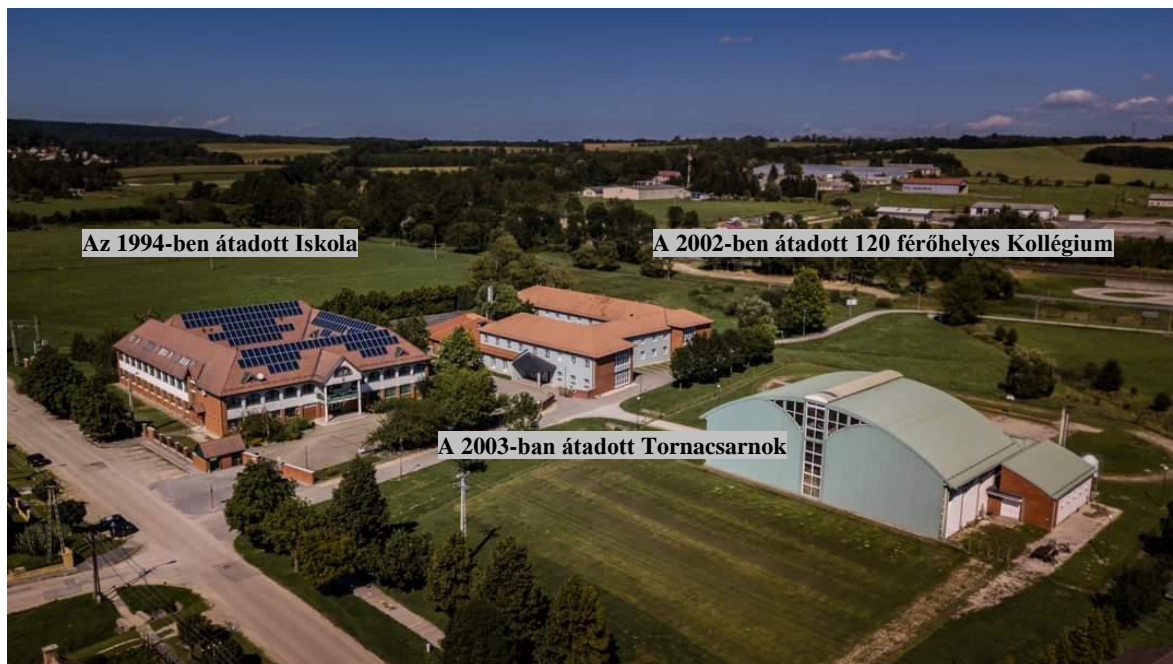 Az 1994-ben átadott Iskola
A 2002-ben átadott 120 férőhelyes Kollégium
A 2003-ban átadott Tornacsarnok